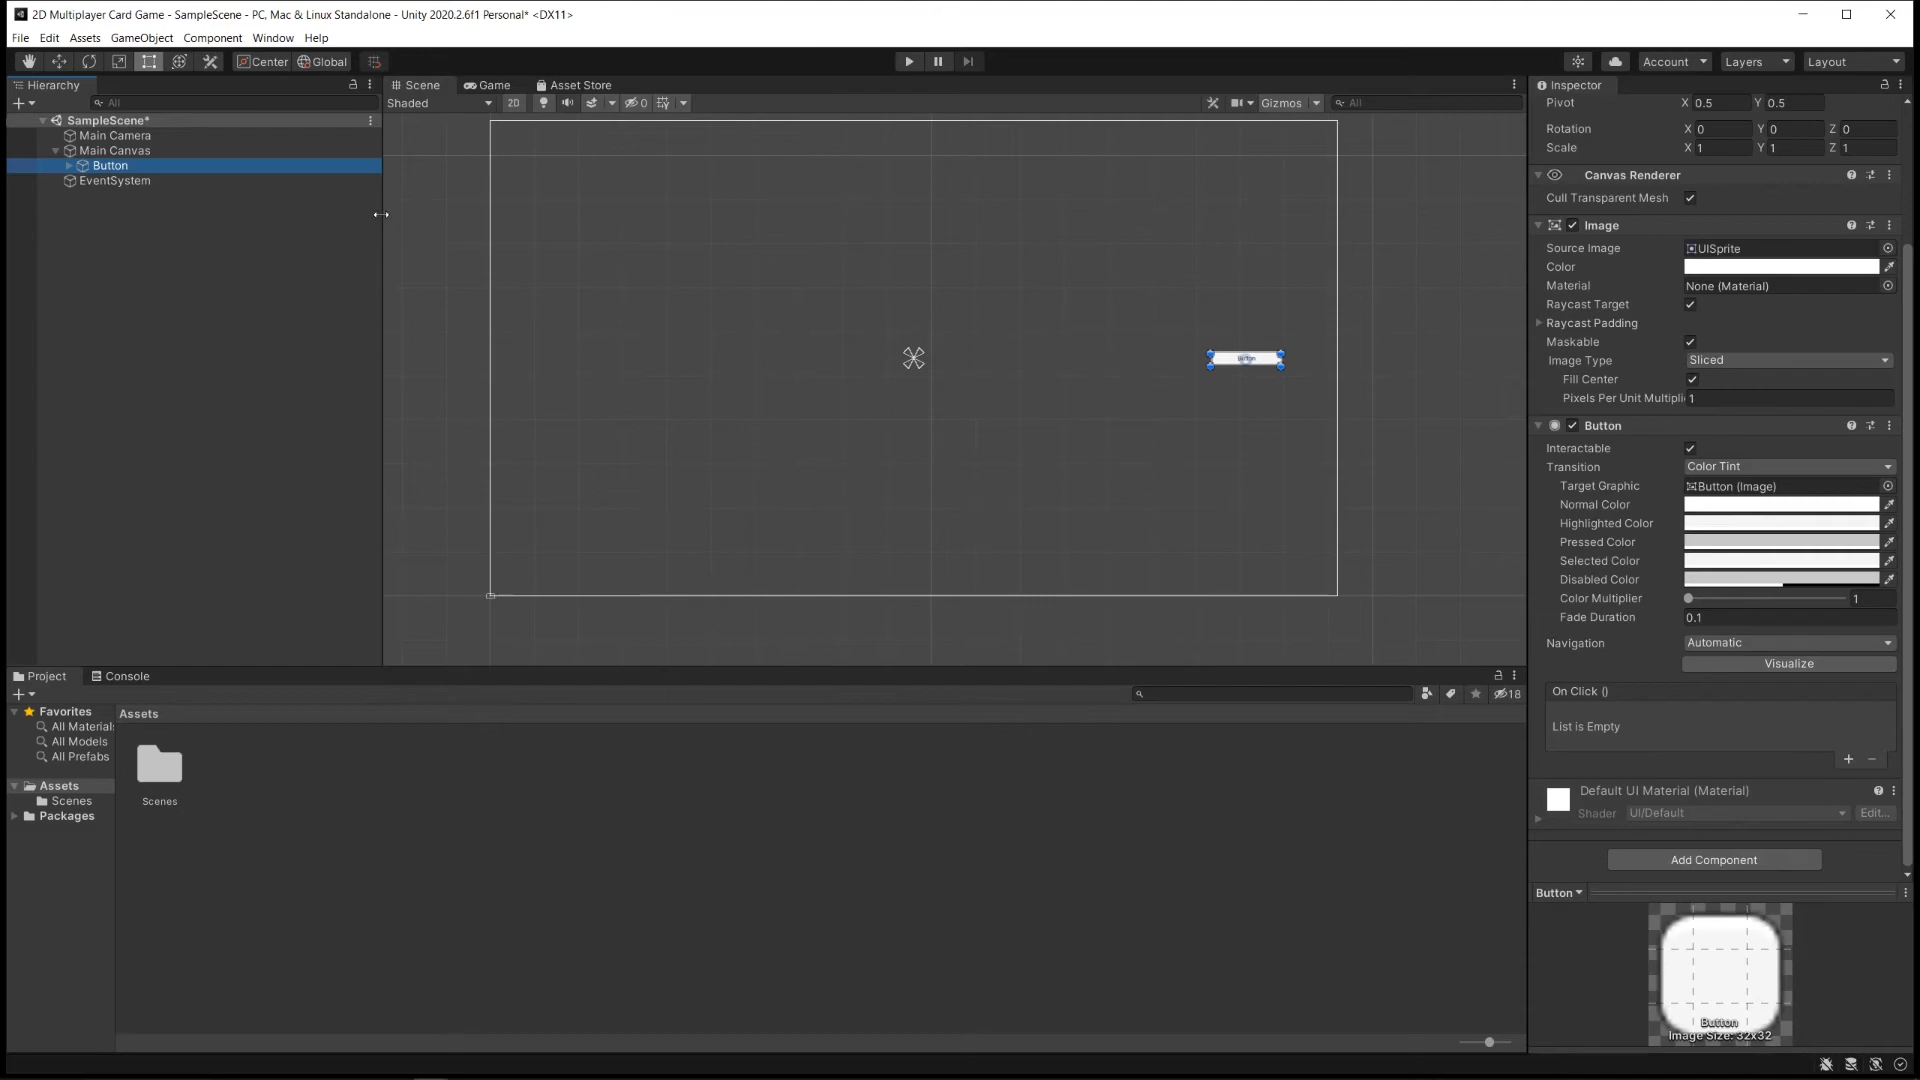 2D Multiplayer Card Game - SampleScene - PC, Mac & Linux Standalone - Unity 2020.2.6f1 Personal* <DX11>
File Edit Assets GameObject Component Window Help
Center Global
Account Layers Layout
Hierarchy
All
SampleScene*
Main Camera
Main Canvas
Button
EventSystem
Scene Game Asset Store
Shaded 2D 0 Gizmos All
Button
Inspector
Pivot X 0.5 Y 0.5
Rotation X 0 Y 0 Z 0
Scale X 1 Y 1 Z 1
Canvas Renderer
Cull Transparent Mesh
Image
Source Image UISprite
Color
Material None (Material)
Raycast Target
Raycast Padding
Maskable
Image Type Sliced
Fill Center
Pixels Per Unit Multipli 1
Button
Interactable
Transition Color Tint
Target Graphic Button (Image)
Normal Color
Highlighted Color
Pressed Color
Selected Color
Disabled Color
Color Multiplier 1
Fade Duration 0.1
Navigation Automatic
Visualize
On Click ()
List is Empty
Default UI Material (Material)
Shader UI/Default Edit...
Add Component
Button
Button
Image Size: 32x32
Project Console
18
Favorites
All Material
All Models
All Prefabs
Assets
Scenes
Packages
Assets
Scenes